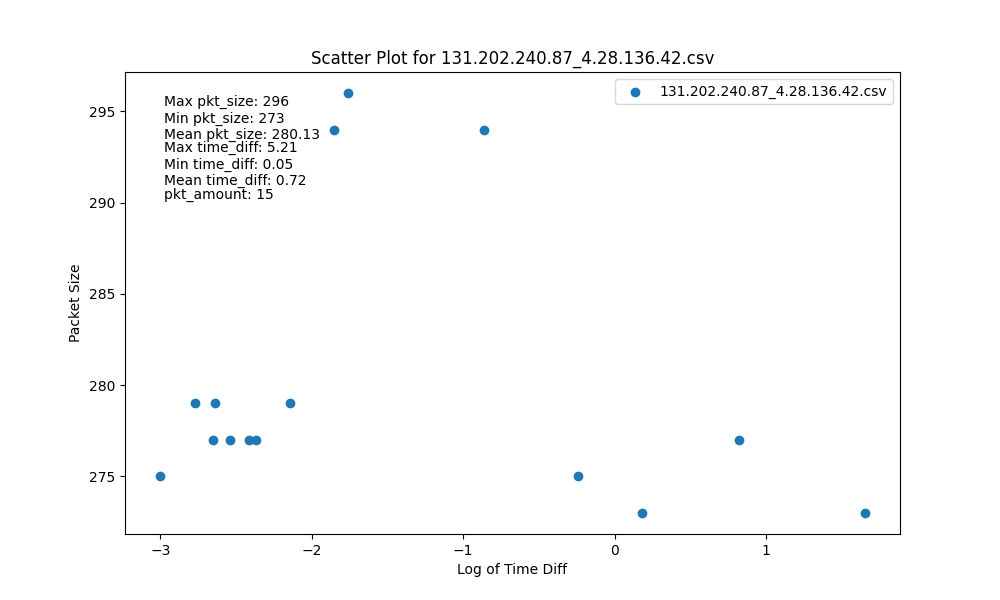 Scatter Plot for 131.202.240.87_4.28.136.42.csv
131.202.240.87_4.28.136.42.csv
Max pkt_size: 296
Min pkt_size: 273
Mean pkt_size: 280.13
Max time_diff: 5.21
Min time_diff: 0.05
Mean time_diff: 0.72
pkt_amount: 15
Packet Size
295
290
285
280
275
−3 −2 −1 0 1
Log of Time Diff